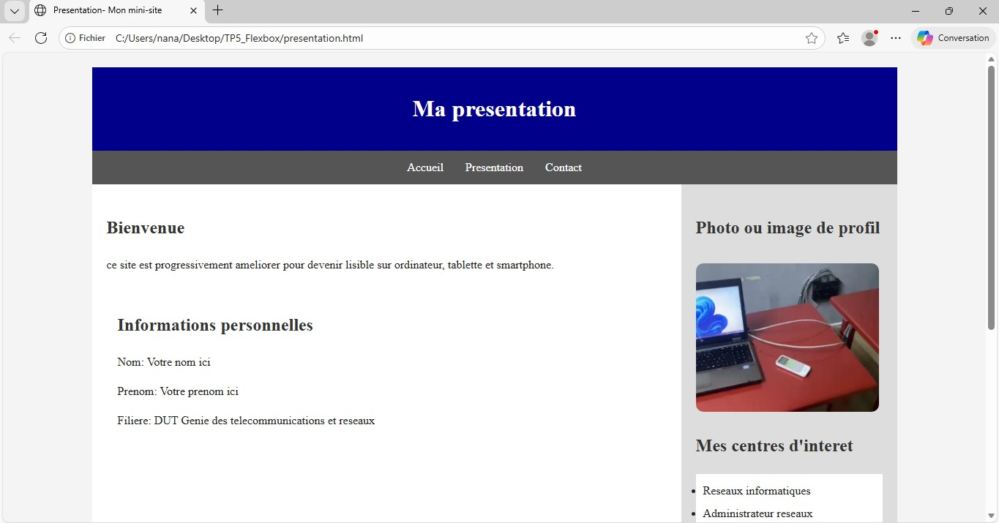 Presentation- Mon mini-site
Fichier C:/Users/nana/Desktop/TP5_Flexbox/presentation.html
Conversation
Ma presentation
Accueil Presentation Contact
Bienvenue
ce site est progressivement ameliorer pour devenir lisible sur ordinateur, tablette et smartphone.
Informations personnelles
Nom: Votre nom ici
Prenom: Votre prenom ici
Filiere: DUT Genie des telecommunications et reseaux
Photo ou image de profil
Mes centres d'interet
Reseaux informatiques
Administrateur reseaux